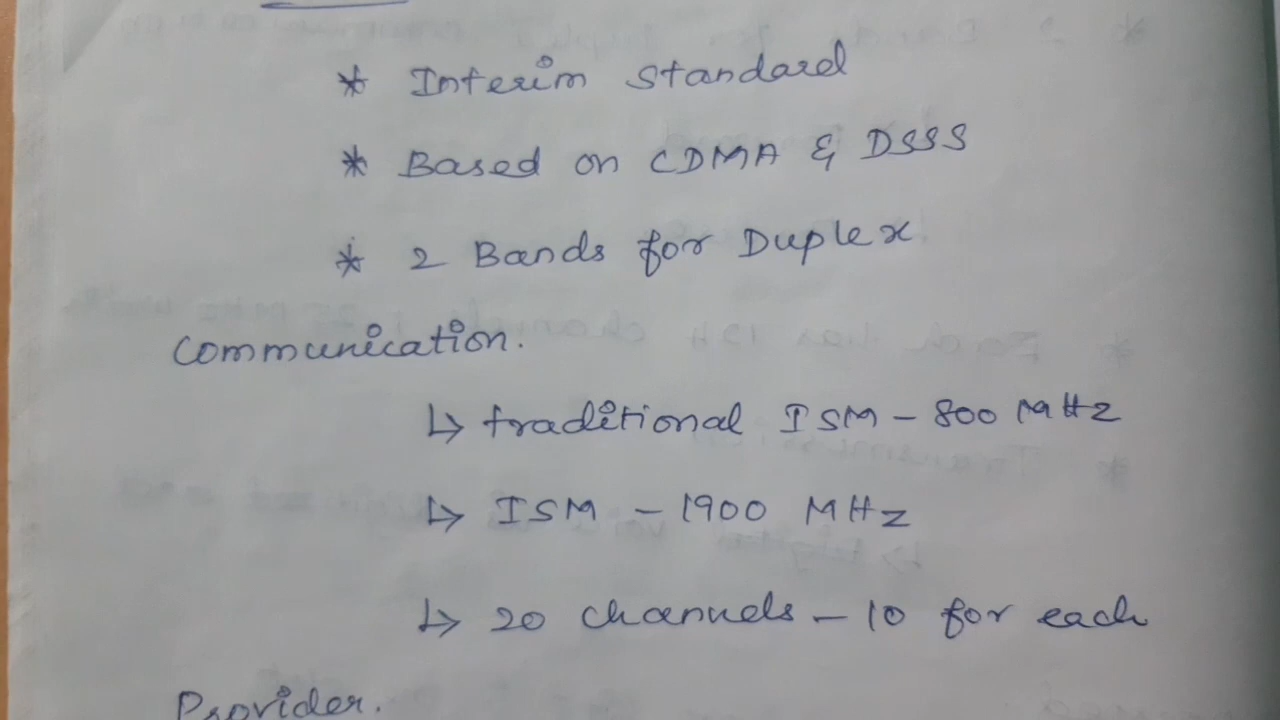 * Interim Standard
* Based on CDMA & DSSS
* 2 Bands for Duplex
Communication.
↳ traditional ISM - 800 MHz
↳ ISM - 1900 MHz
↳ 20 channels - 10 for each
Provider.